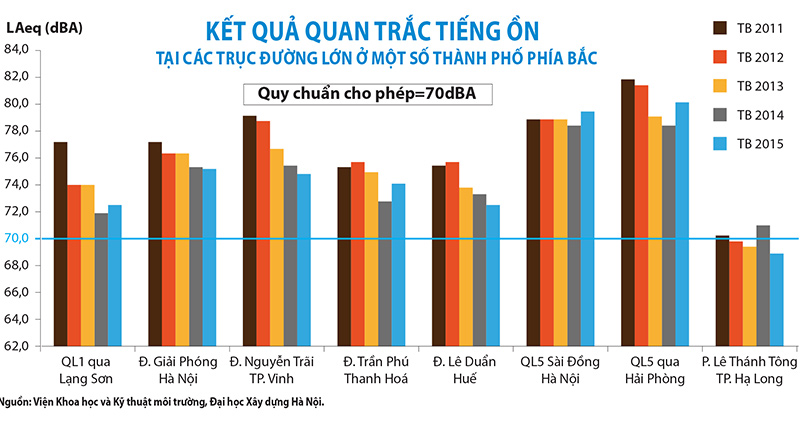 LAeq (dBA)
KẾT QUẢ QUAN TRẮC TIẾNG ỒN
TẠI CÁC TRỤC ĐƯỜNG LỚN Ở MỘT SỐ THÀNH PHỐ PHÍA BẮC
Quy chuẩn cho phép=70dBA
TB 2011
TB 2012
TB 2013
TB 2014
TB 2015
84,0
82,0
80,0
78,0
76,0
74,0
72,0
70,0
68,0
66,0
64,0
62,0
QL1 qua
Lạng Sơn
Đ. Giải Phóng
Hà Nội
Đ. Nguyễn Trãi
TP. Vinh
Đ. Trần Phú
Thanh Hoá
Đ. Lê Duẩn
Huế
QL5 Sài Đồng
Hà Nội
QL5 qua
Hải Phòng
P. Lê Thánh Tông
TP. Hạ Long
Nguồn: Viện Khoa học và Kỹ thuật môi trường, Đại học Xây dựng Hà Nội.